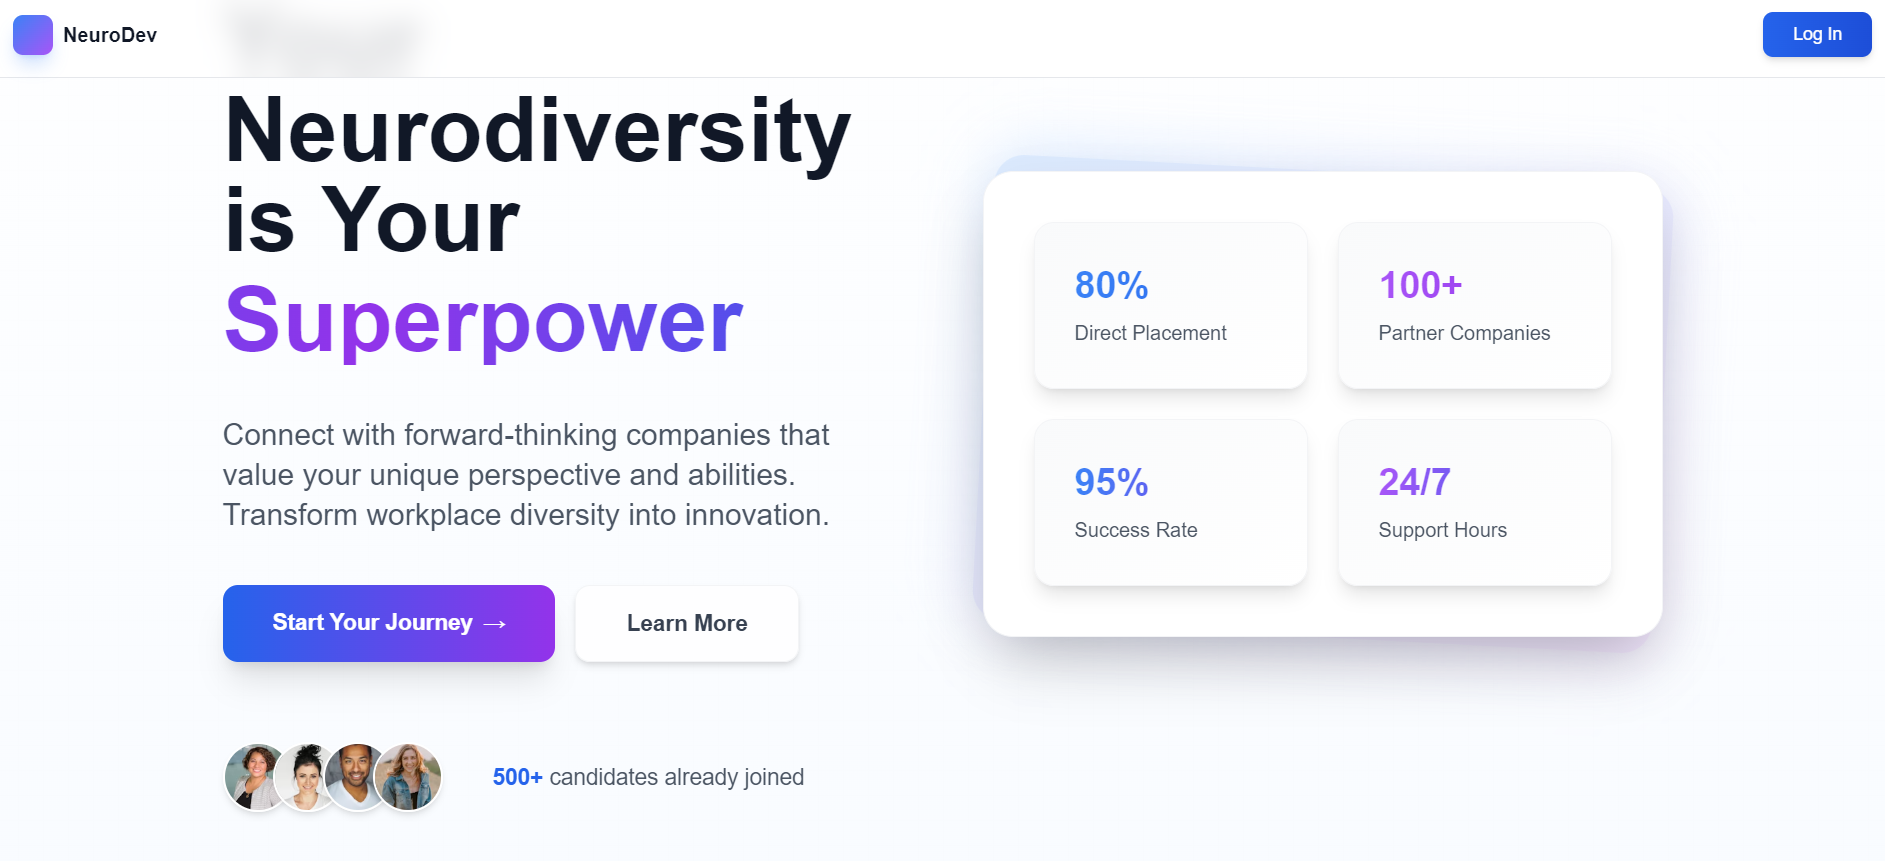 NeuroDev
Log In
Neurodiversity
is Your
Superpower
Connect with forward-thinking companies that
value your unique perspective and abilities.
Transform workplace diversity into innovation.
Start Your Journey →
Learn More
500+ candidates already joined
80%
Direct Placement
100+
Partner Companies
95%
Success Rate
24/7
Support Hours